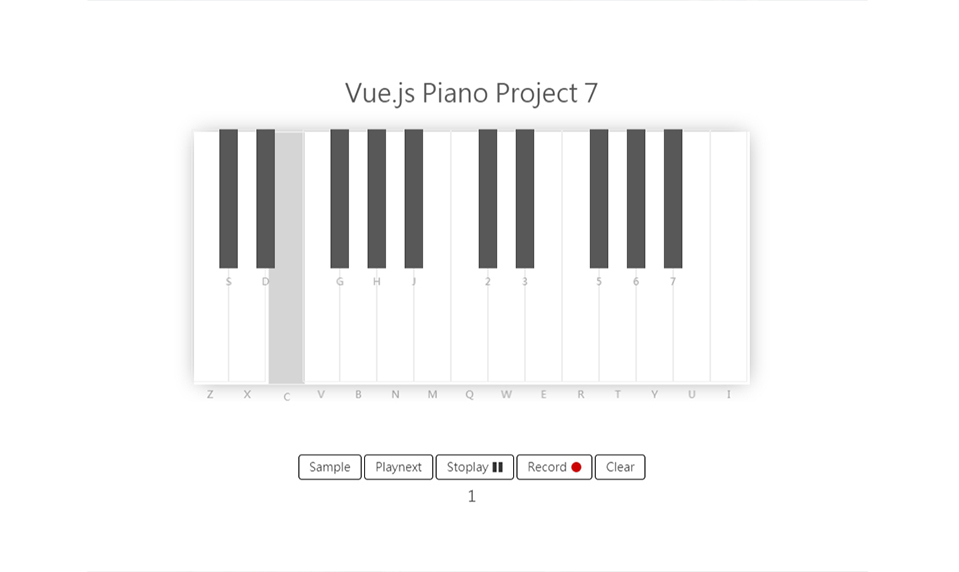 Vue.js Piano Project 7
S D G H J 2 3 5 6 7
Z X C V B N M Q W E R T Y U I
Sample Playnext Stoplay Record Clear
1